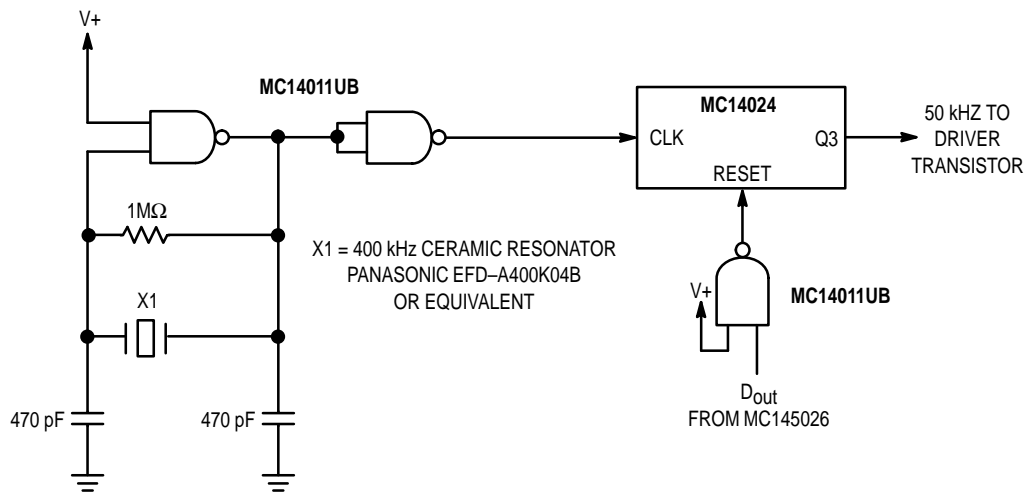 V+
MC14011UB
MC14024
CLK
Q3
RESET
50 kHZ TO
DRIVER
TRANSISTOR
1MΩ
X1 = 400 kHz CERAMIC RESONATOR
PANASONIC EFD–A400K04B
OR EQUIVALENT
X1
V+
MC14011UB
470 pF
470 pF
Dout
FROM MC145026